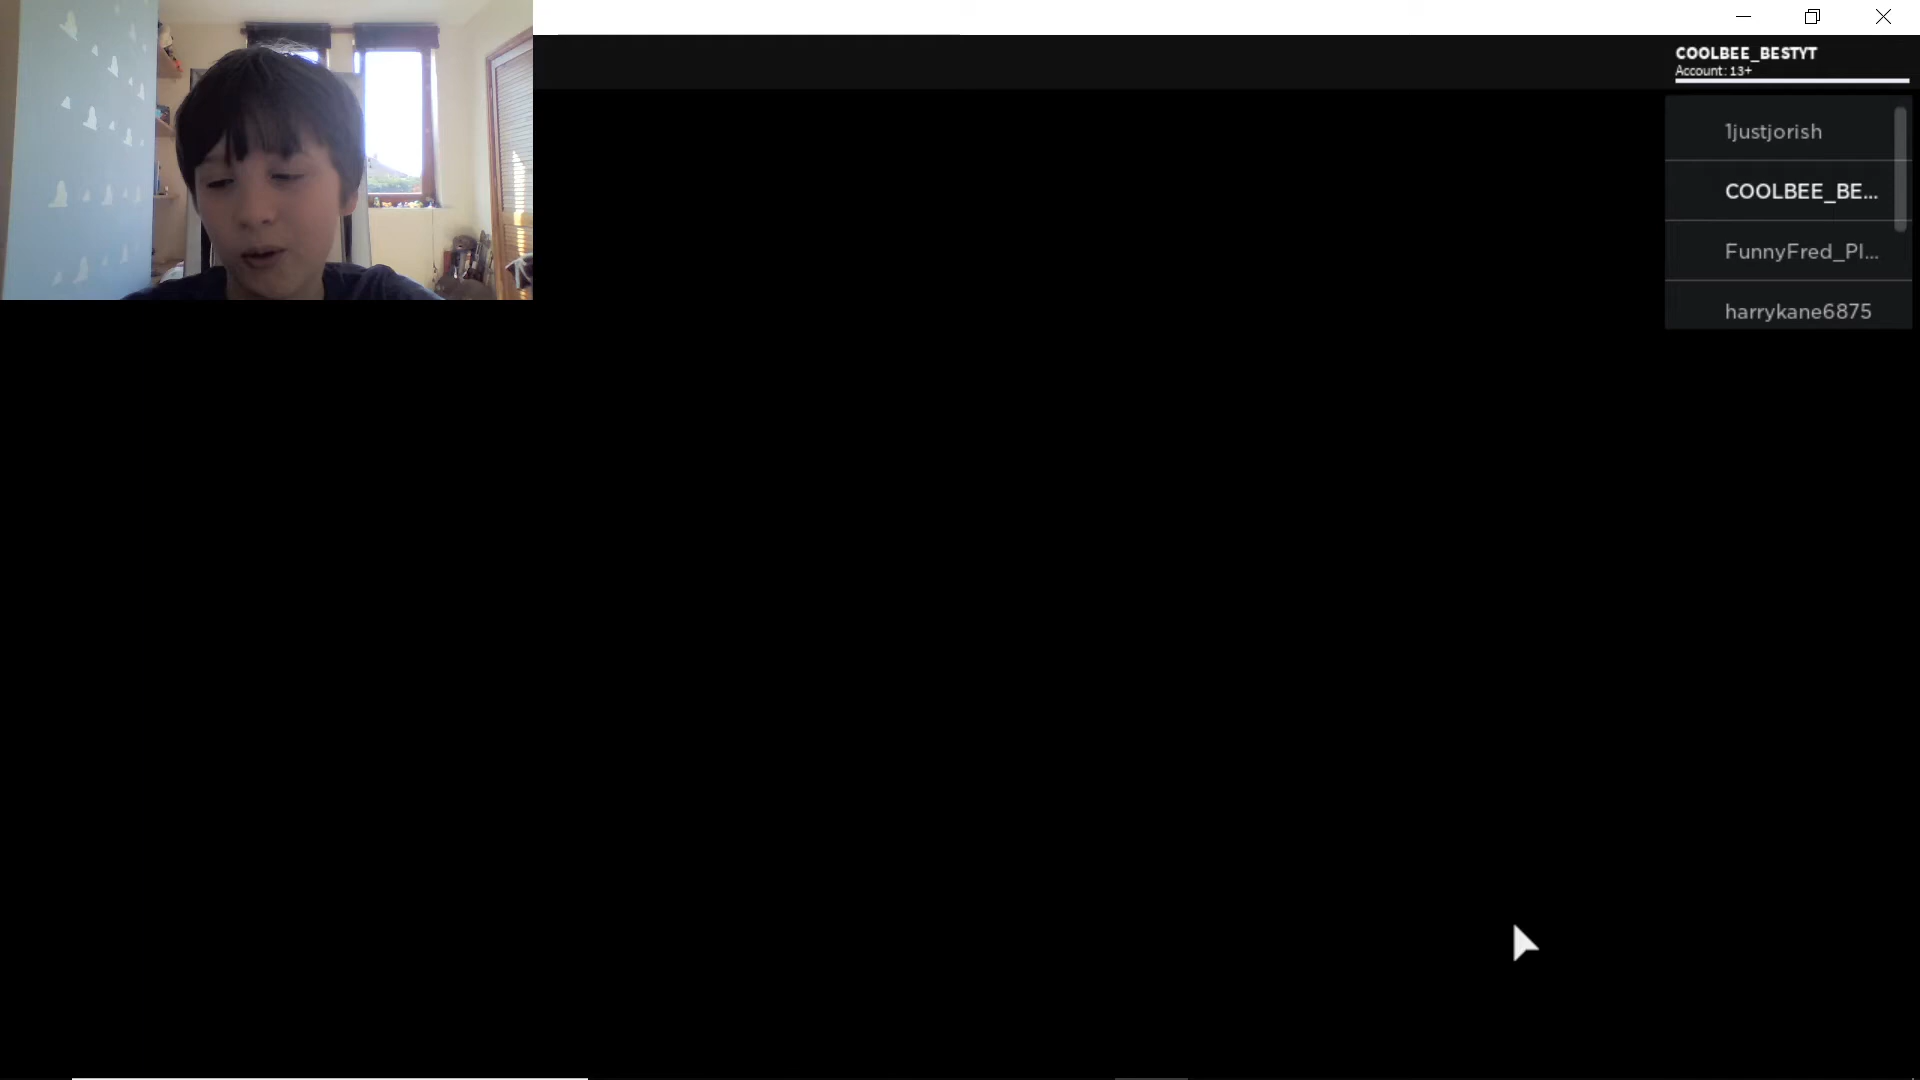 COOLBEE_BESTYT
Account: 13+
1justjorish
COOLBEE_BE...
FunnyFred_Pl...
harrykane6875